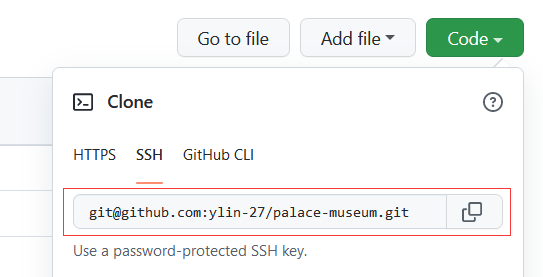 Go to file Add file Code
Clone
HTTPS SSH GitHub CLI
git@github.com:ylin-27/palace-museum.git
Use a password-protected SSH key.